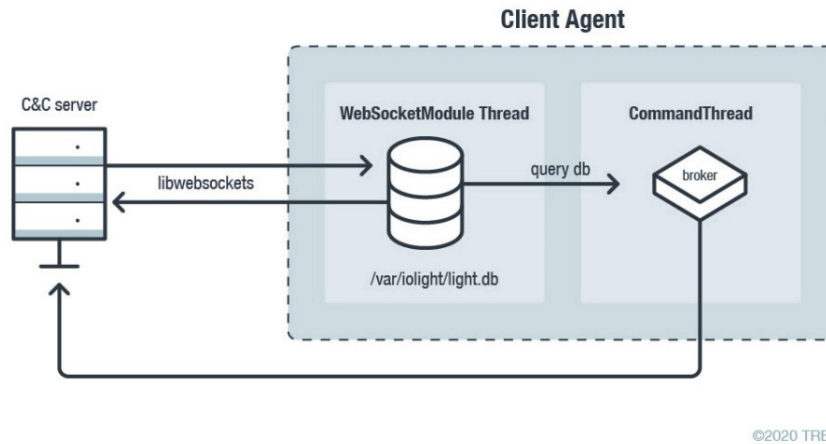 Client Agent
C&C server
WebSocketModule Thread
CommandThread
libwebsockets
query db
broker
/var/iolight/light.db
©2020 TRE